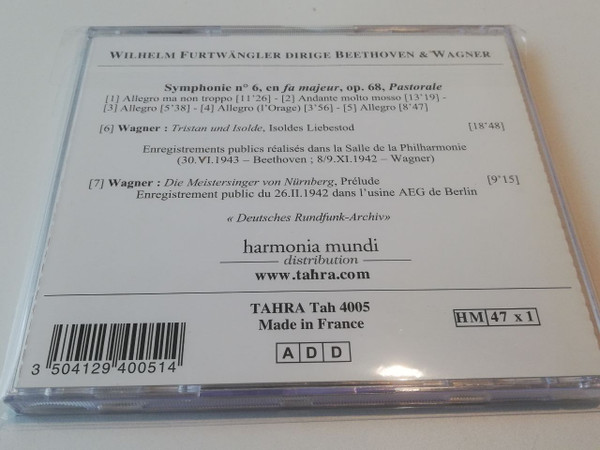 WILHELM FURTWÄNGLER DIRIGE BEETHOVEN & WAGNER
Symphonie n° 6, en fa majeur, op. 68, Pastorale
[1] Allegro ma non troppo [11'26] - [2] Andante molto mosso [13'19] -
[3] Allegro [5'38] - [4] Allegro (l'Orage) [3'56] - [5] Allegro [8'47]
[6] Wagner : Tristan und Isolde, Isoldes Liebestod [18'48]
Enregistrements publics réalisés dans la Salle de la Philharmonie
(30.VI.1943 – Beethoven ; 8/9.XI.1942 – Wagner)
[7] Wagner : Die Meistersinger von Nürnberg, Prélude [9'15]
Enregistrement public du 26.II.1942 dans l'usine AEG de Berlin
« Deutsches Rundfunk-Archiv»
harmonia mundi
distribution
www.tahra.com
TAHRA Tah 4005
Made in France
HM 47 x 1
A D D
3 504129 400514